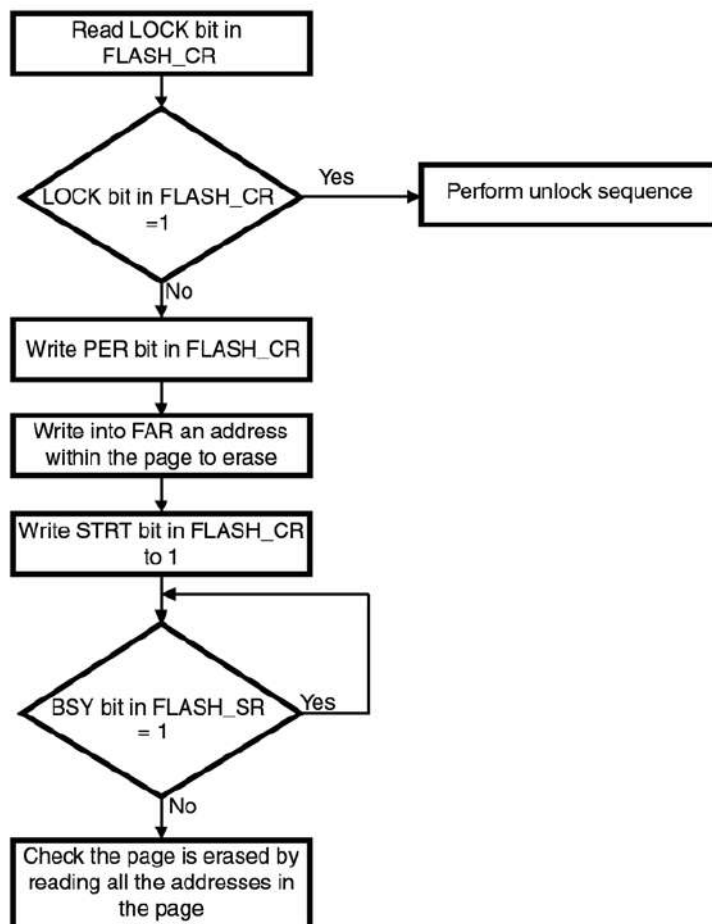 Read LOCK bit in
FLASH_CR
LOCK bit in FLASH_CR
=1
Yes
Perform unlock sequence
No
Write PER bit in FLASH_CR
Write into FAR an address
within the page to erase
Write STRT bit in FLASH_CR
to 1
BSY bit in FLASH_SR
= 1
Yes
No
Check the page is erased by
reading all the addresses in
the page